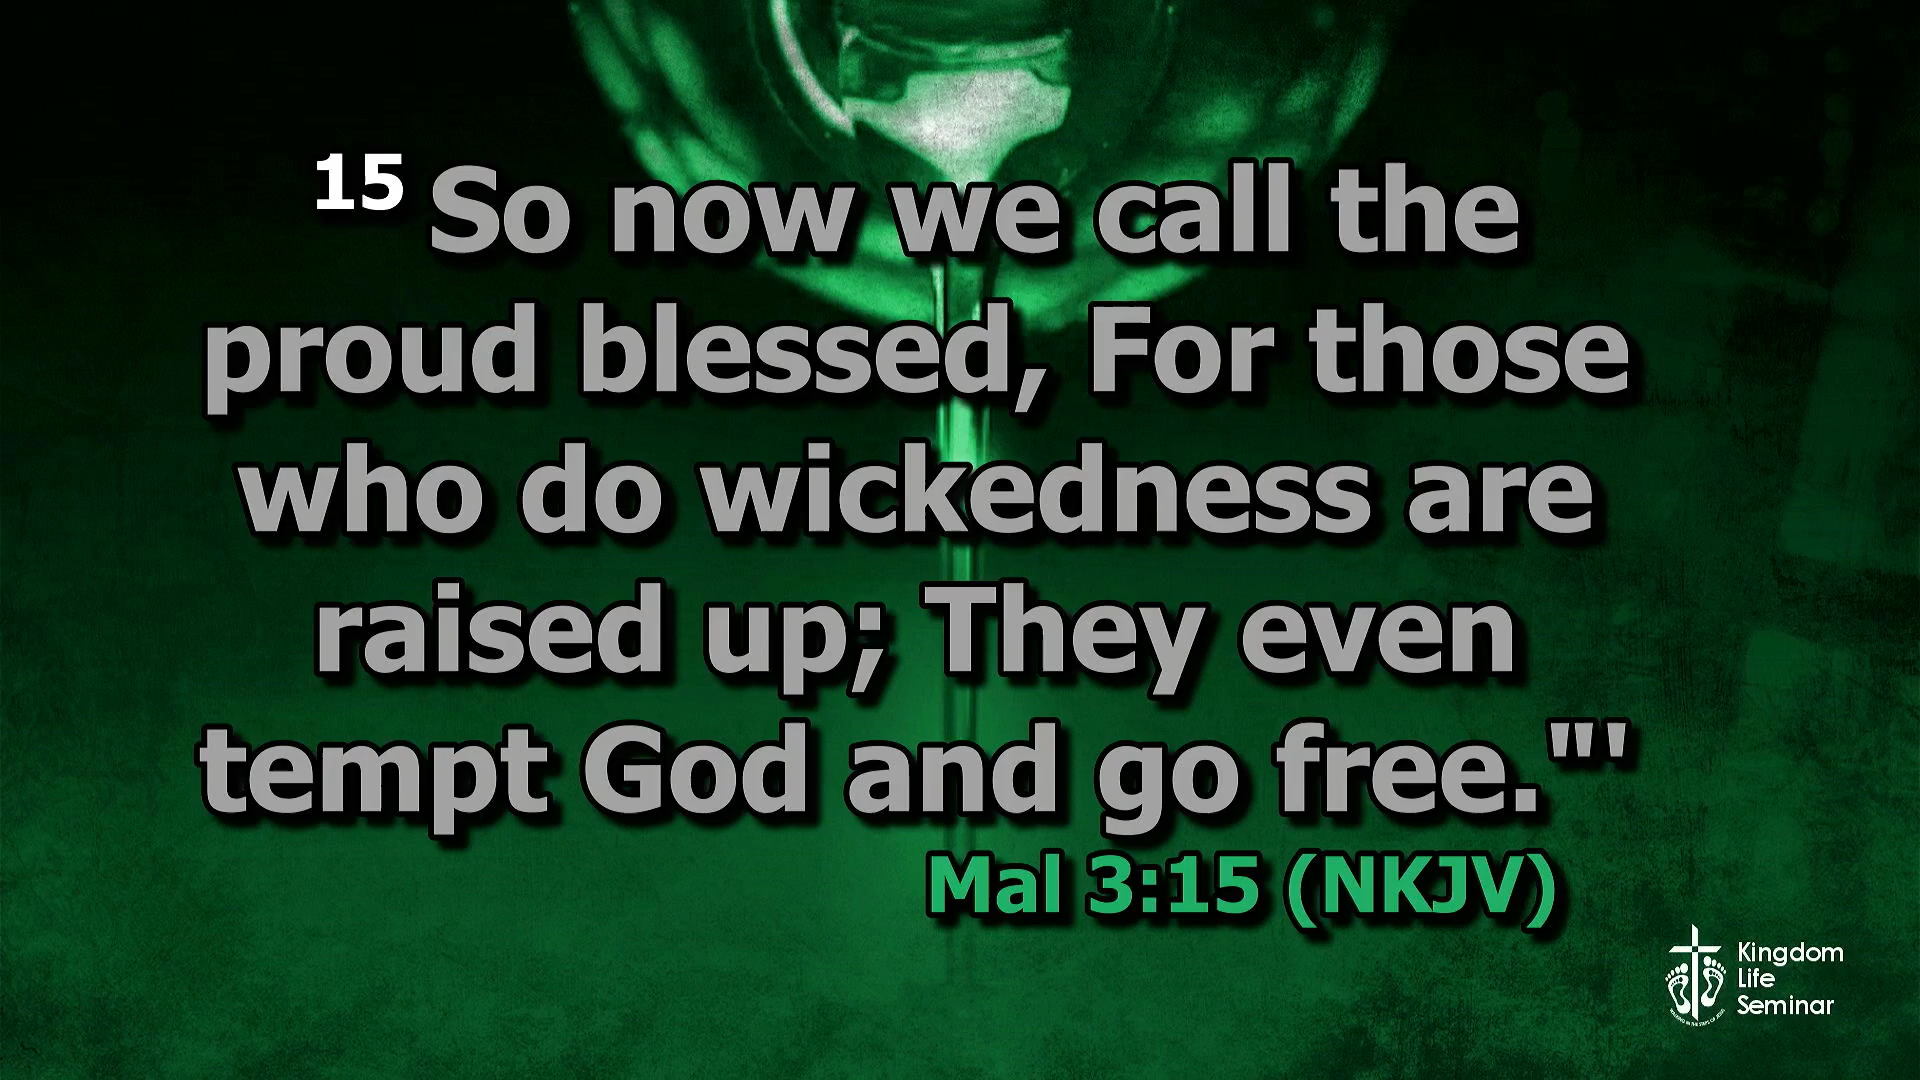 15 So now we call the
proud blessed, For those
who do wickedness are
raised up; They even
tempt God and go free."'
Mal 3:15 (NKJV)
Kingdom
Life
Seminar